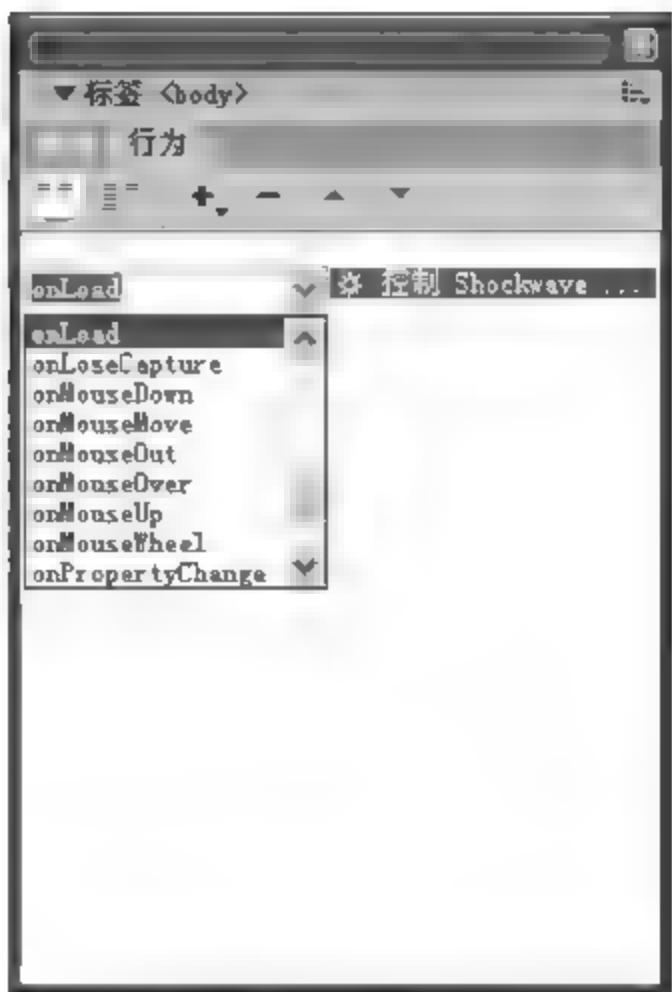 标签 <body>
行为
onLoad
控制 Shockwave ...
onLoad
onLoseCapture
onMouseDown
onMouseMove
onMouseOut
onMouseOver
onMouseUp
onMouseWheel
onPropertyChange